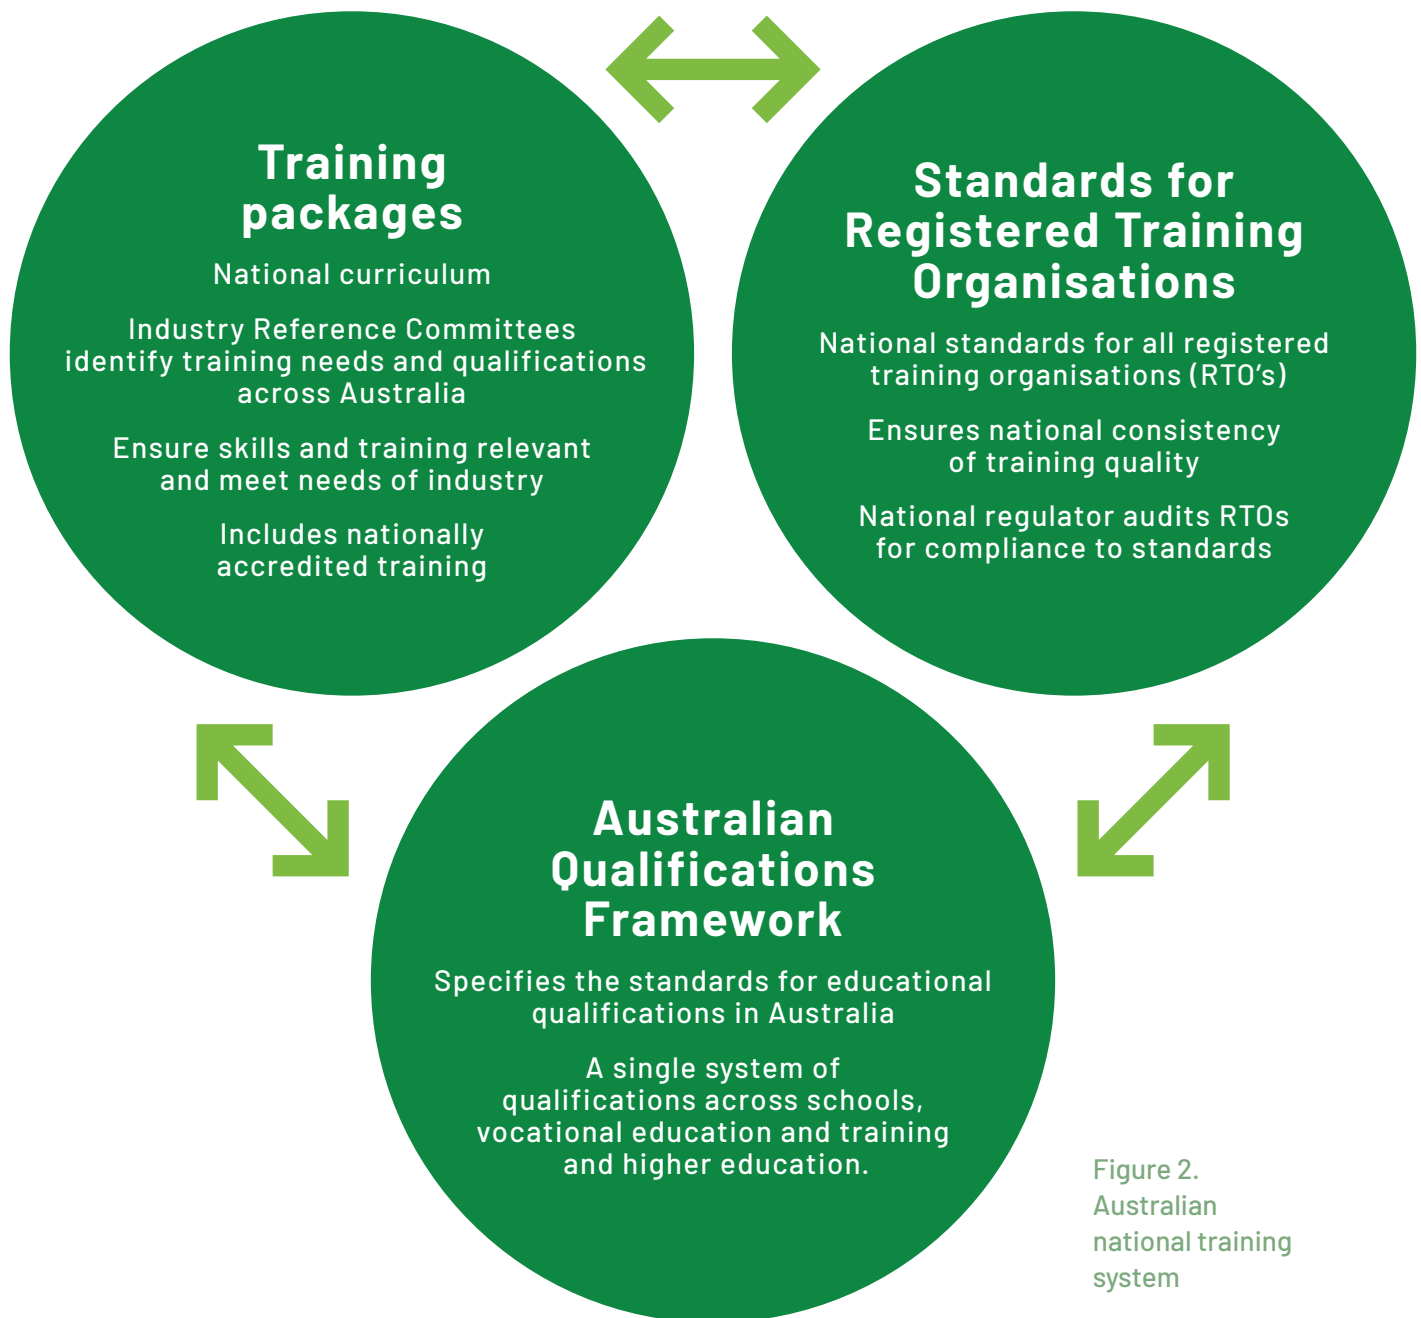 Training
packages
National curriculum
Industry Reference Committees
identify training needs and qualifications
across Australia
Ensure skills and training relevant
and meet needs of industry
Includes nationally
accredited training
Standards for
Registered Training
Organisations
National standards for all registered
training organisations (RTO's)
Ensures national consistency
of training quality
National regulator audits RTOs
for compliance to standards
Australian
Qualifications
Framework
Specifies the standards for educational
qualifications in Australia
A single system of
qualifications across schools,
vocational education and training
and higher education.
Figure 2.
Australian
national training
system